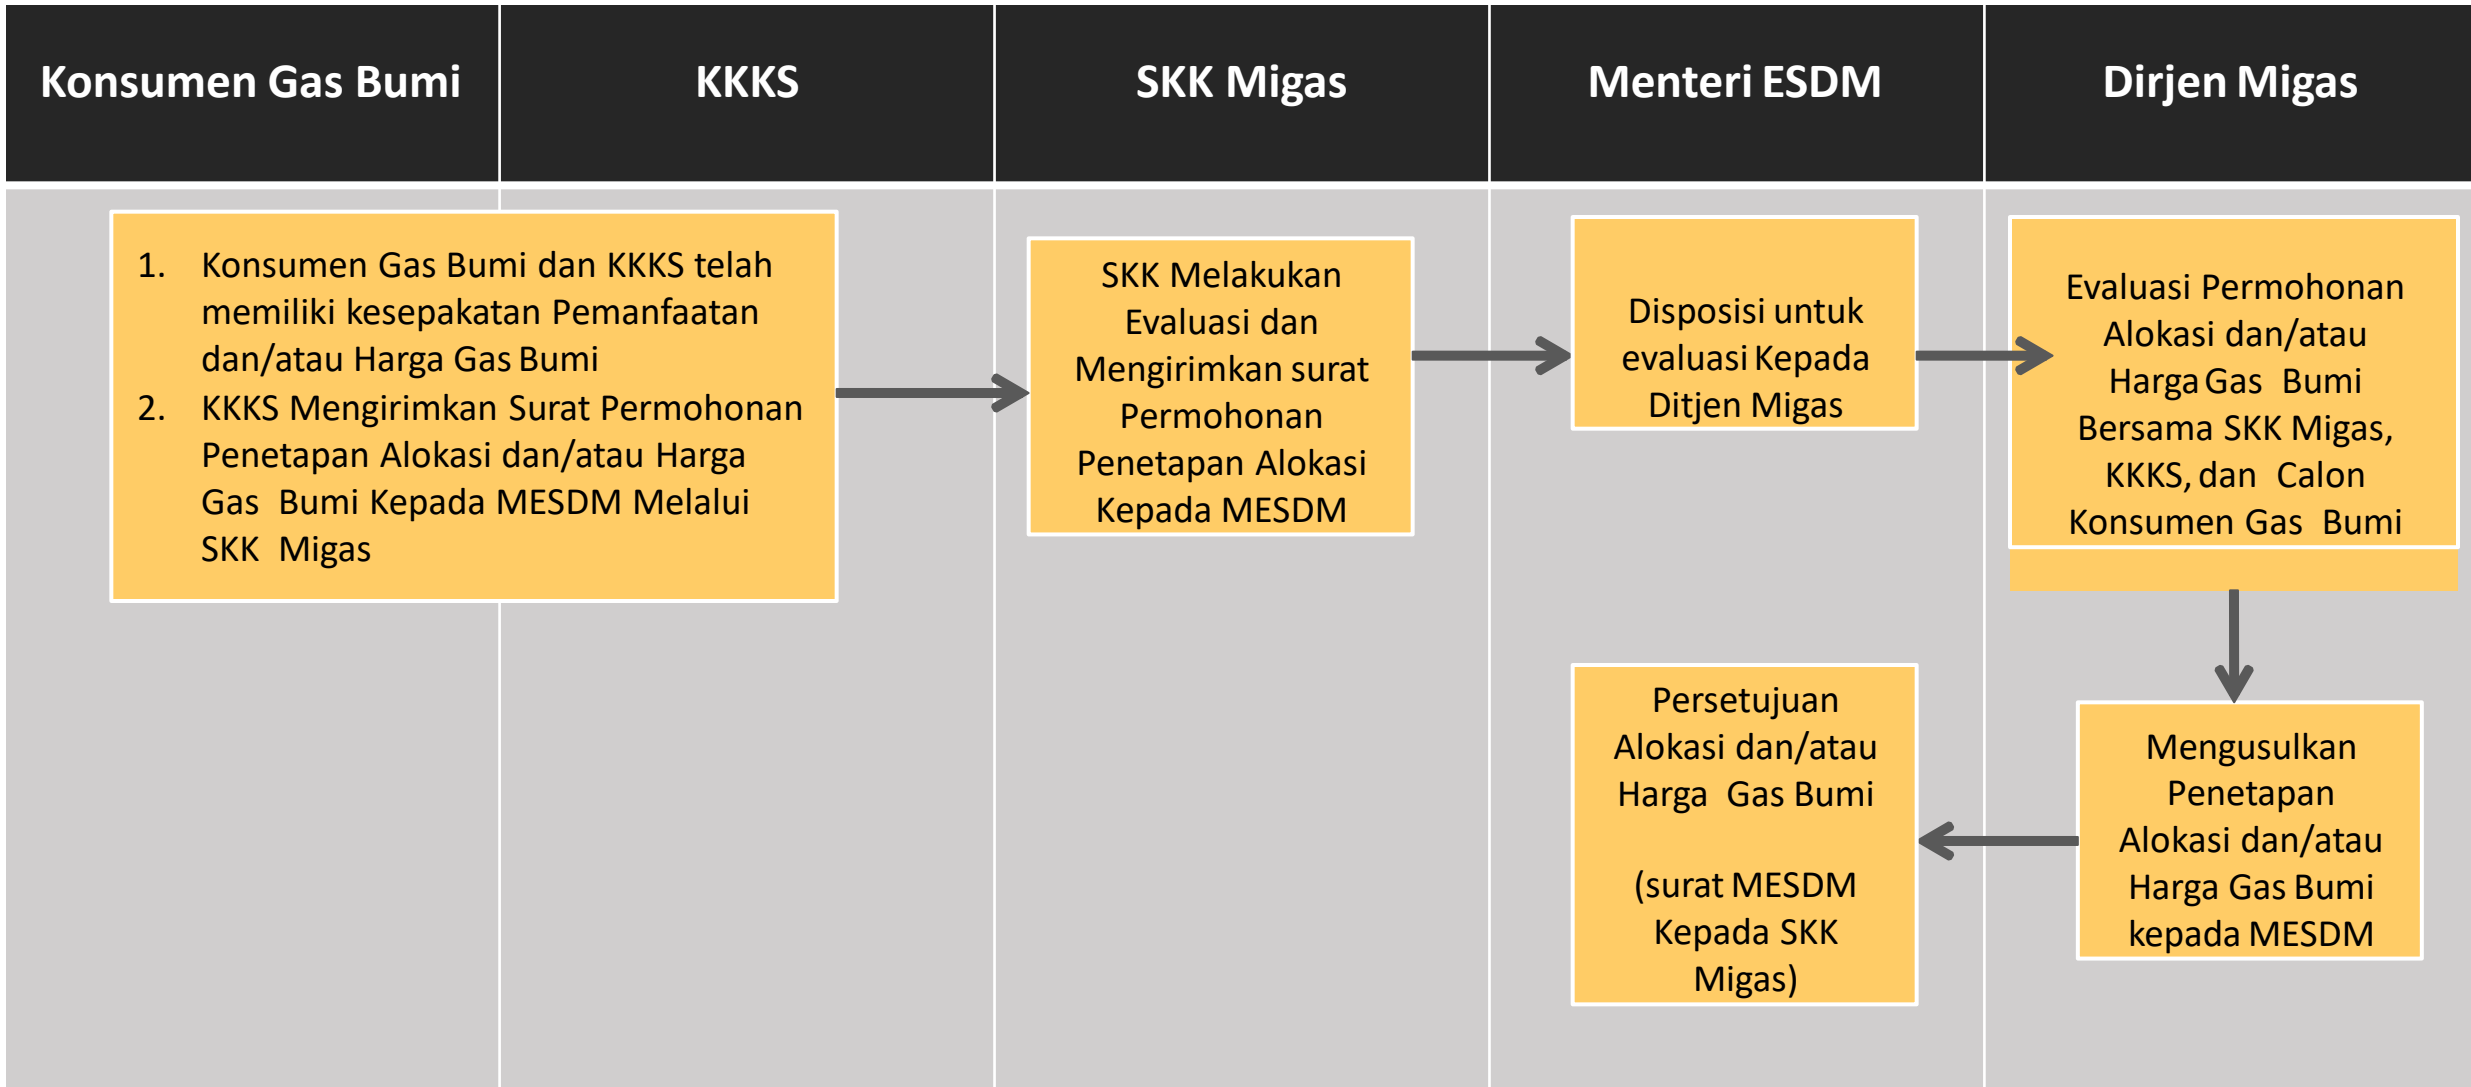 Konsumen Gas Bumi
KKKS
SKK Migas
Menteri ESDM
Dirjen Migas
1. Konsumen Gas Bumi dan KKKS telah
memiliki kesepakatan Pemanfaatan
dan/atau Harga Gas Bumi
2. KKKS Mengirimkan Surat Permohonan
Penetapan Alokasi dan/atau Harga
Gas Bumi Kepada MESDM Melalui
SKK Migas
SKK Melakukan
Evaluasi dan
Mengirimkan surat
Permohonan
Penetapan Alokasi
Kepada MESDM
Disposisi untuk
evaluasi Kepada
Ditjen Migas
Evaluasi Permohonan
Alokasi dan/atau
Harga Gas Bumi
Bersama SKK Migas,
KKKS, dan Calon
Konsumen Gas Bumi
Mengusulkan
Penetapan
Alokasi dan/atau
Harga Gas Bumi
kepada MESDM
Persetujuan
Alokasi dan/atau
Harga Gas Bumi
(surat MESDM
Kepada SKK
Migas)